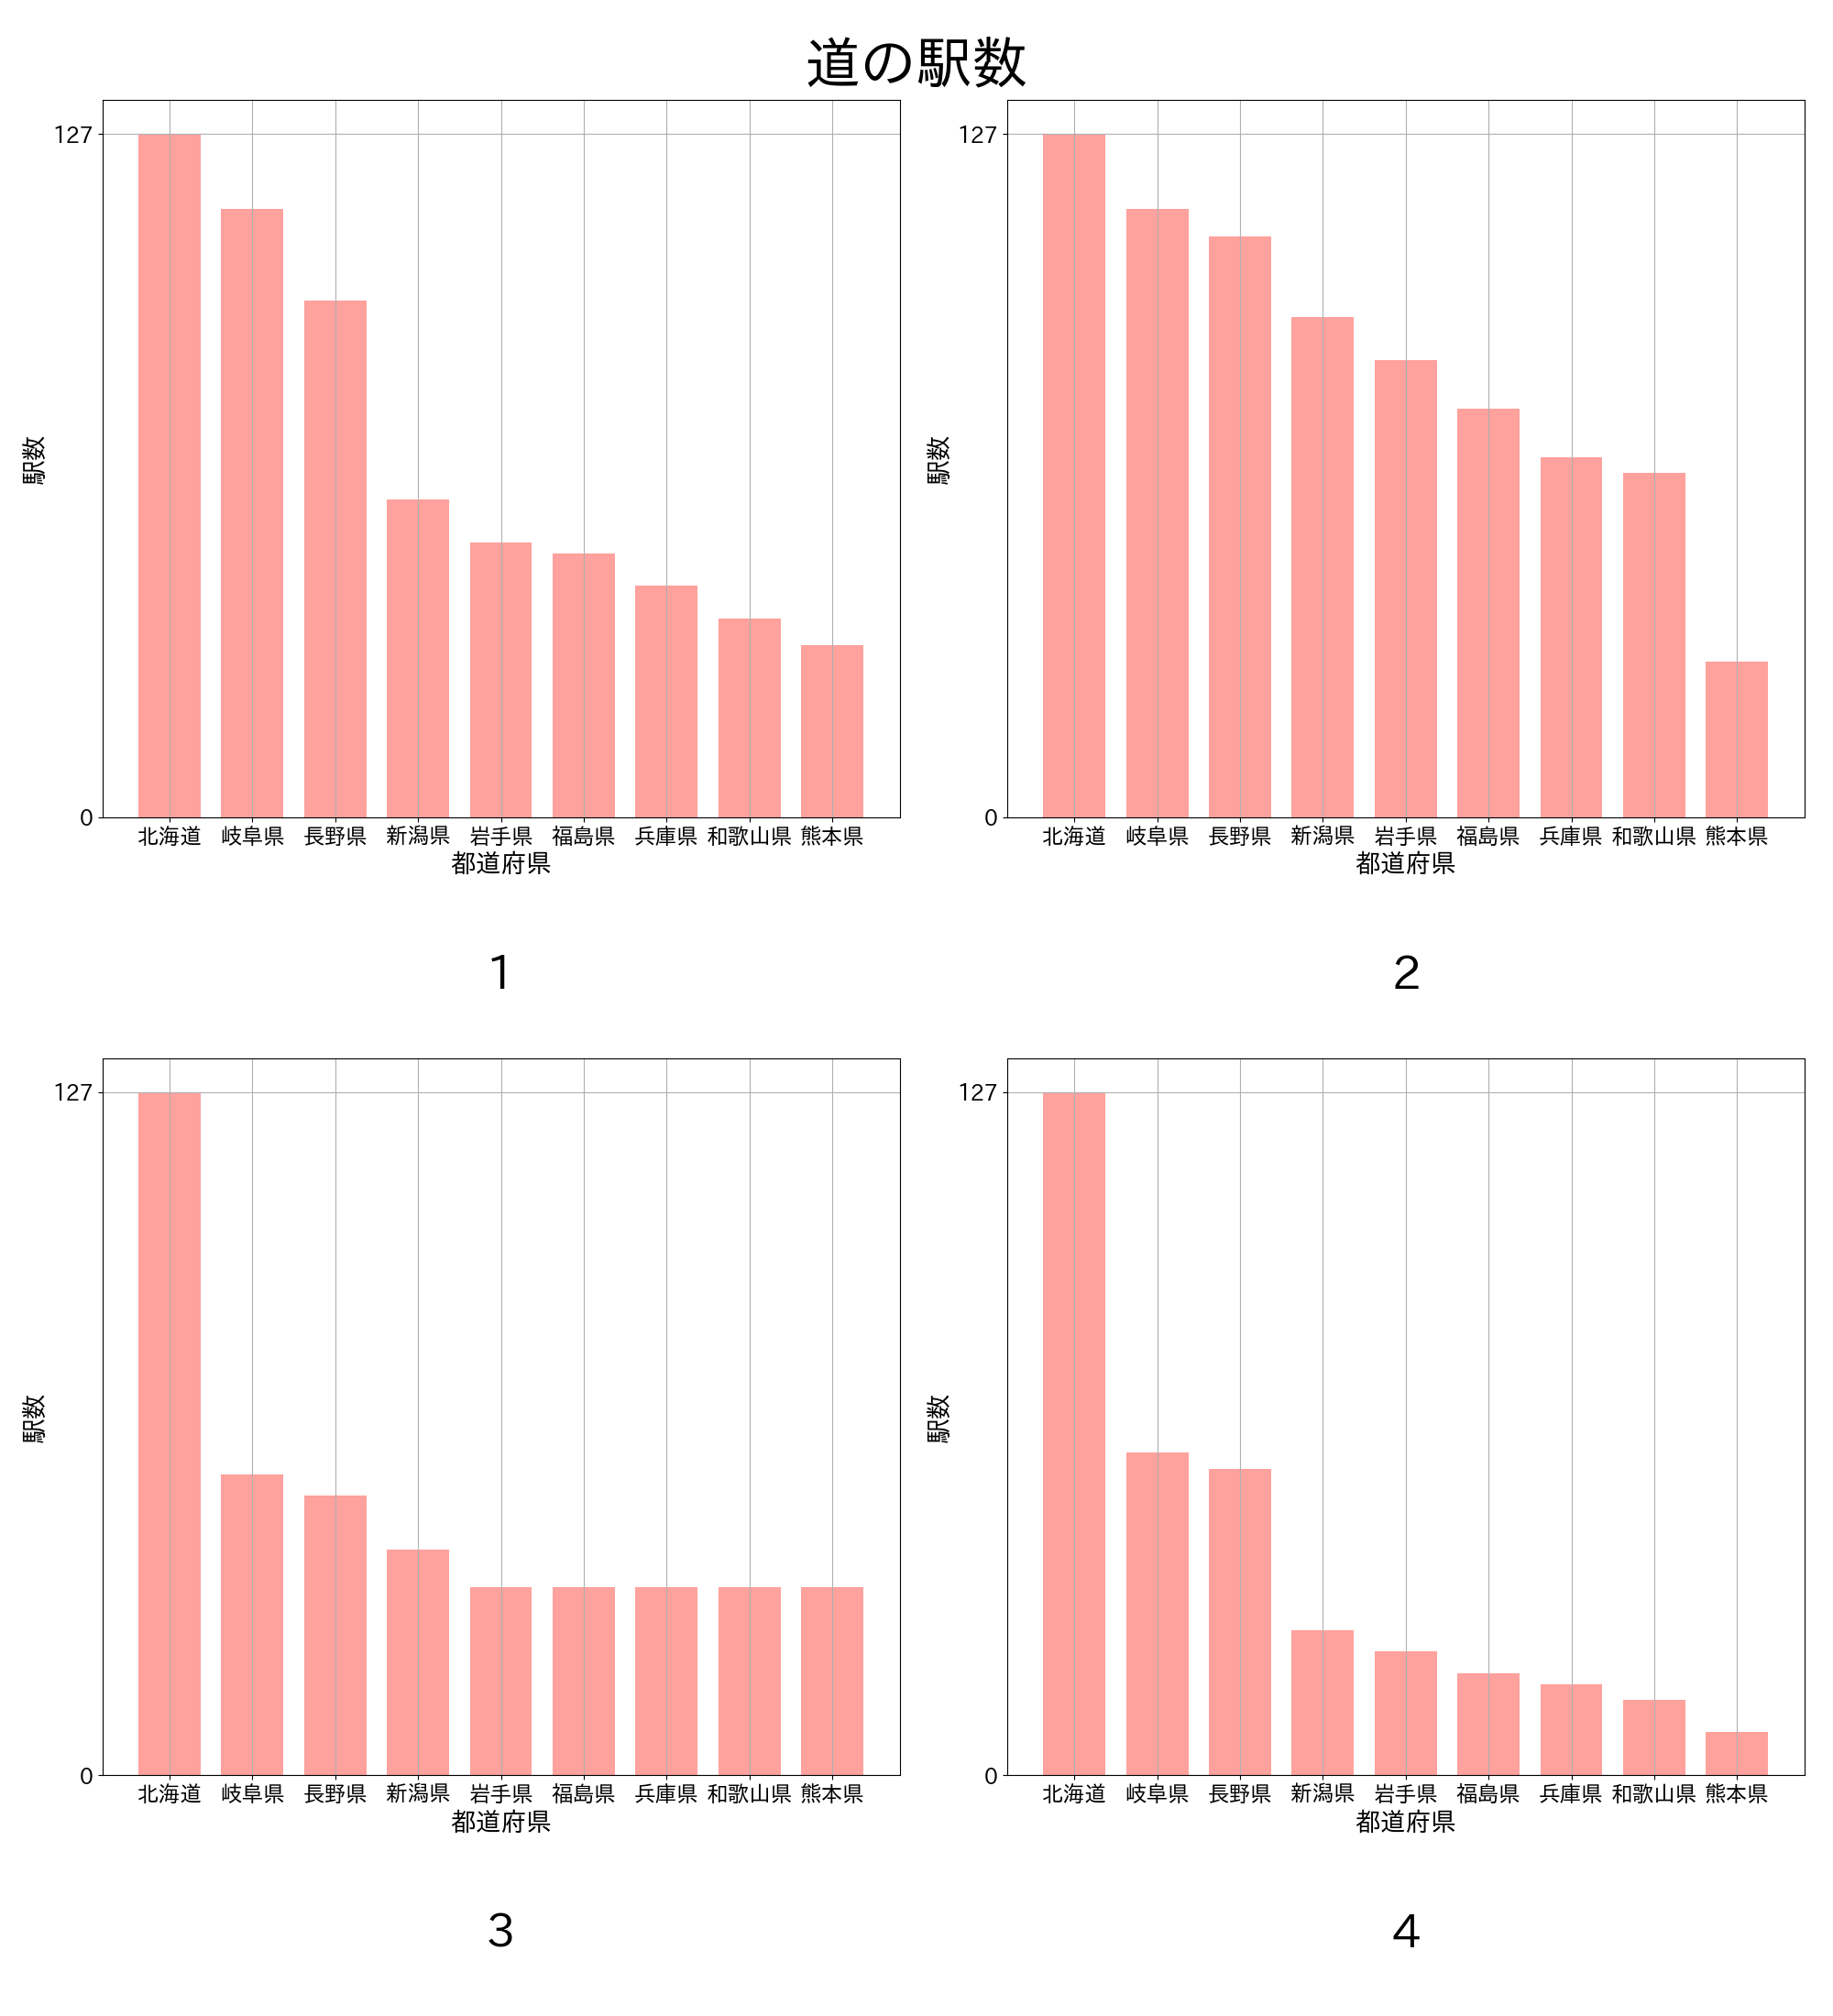 道の駅数
127
0
駅数
北海道 岐阜県 長野県 新潟県 岩手県 福島県 兵庫県 和歌山県 熊本県
都道府県
1
127
0
駅数
北海道 岐阜県 長野県 新潟県 岩手県 福島県 兵庫県 和歌山県 熊本県
都道府県
2
127
0
駅数
北海道 岐阜県 長野県 新潟県 岩手県 福島県 兵庫県 和歌山県 熊本県
都道府県
3
127
0
駅数
北海道 岐阜県 長野県 新潟県 岩手県 福島県 兵庫県 和歌山県 熊本県
都道府県
4